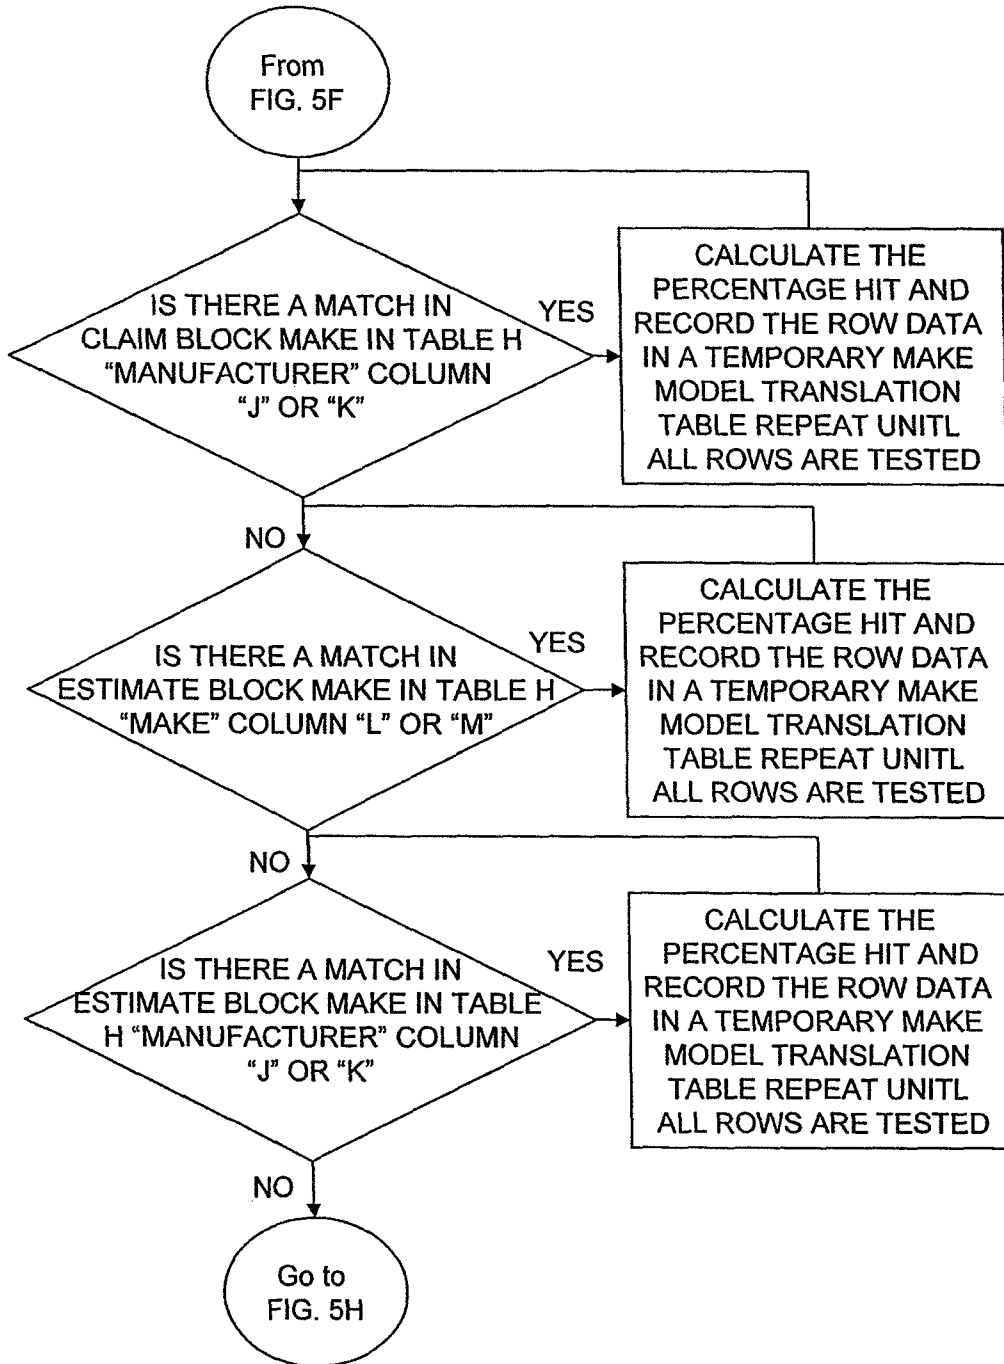 From
FIG. 5F
IS THERE A MATCH IN
CLAIM BLOCK MAKE IN TABLE H
“MANUFACTURER” COLUMN
“J” OR “K”
YES
CALCULATE THE
PERCENTAGE HIT AND
RECORD THE ROW DATA
IN A TEMPORARY MAKE
MODEL TRANSLATION
TABLE REPEAT UNITL
ALL ROWS ARE TESTED
NO
IS THERE A MATCH IN
ESTIMATE BLOCK MAKE IN TABLE H
“MAKE” COLUMN “L” OR “M”
YES
CALCULATE THE
PERCENTAGE HIT AND
RECORD THE ROW DATA
IN A TEMPORARY MAKE
MODEL TRANSLATION
TABLE REPEAT UNITL
ALL ROWS ARE TESTED
NO
IS THERE A MATCH IN
ESTIMATE BLOCK MAKE IN TABLE
H “MANUFACTURER” COLUMN
“J” OR “K”
YES
CALCULATE THE
PERCENTAGE HIT AND
RECORD THE ROW DATA
IN A TEMPORARY MAKE
MODEL TRANSLATION
TABLE REPEAT UNITL
ALL ROWS ARE TESTED
NO
Go to
FIG. 5H